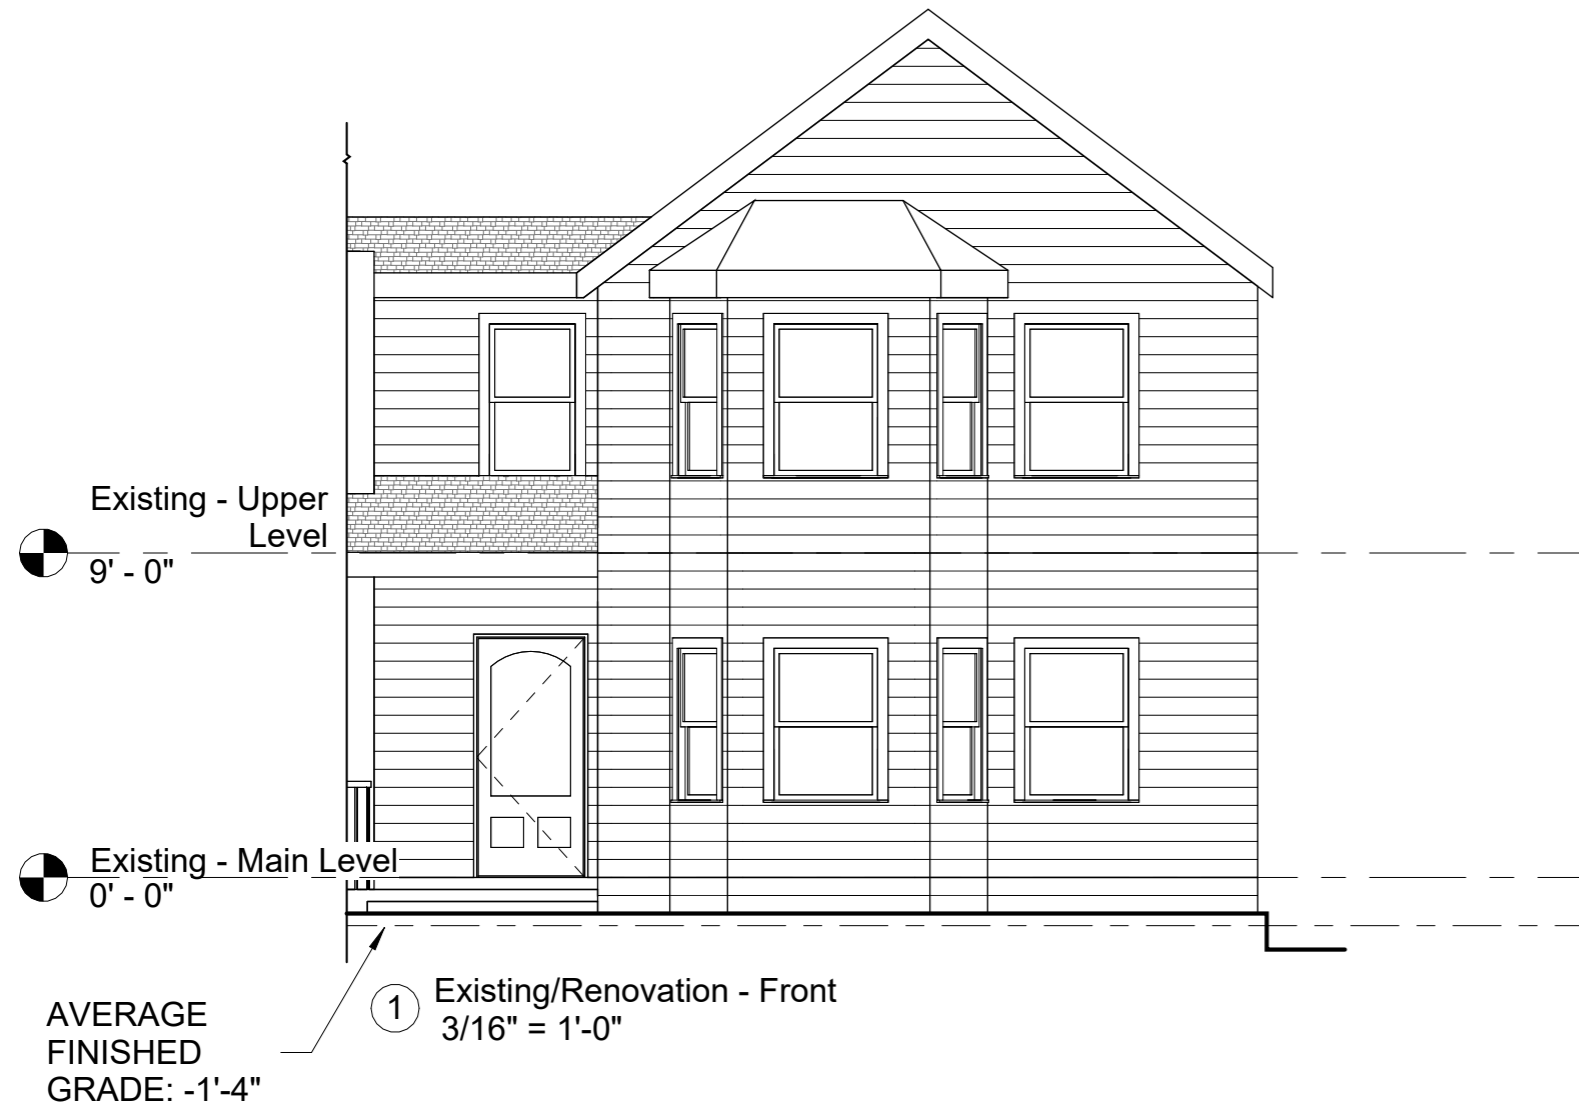 Existing - Upper
Level
9' - 0"
Existing - Main Level
0' - 0"
1
Existing/Renovation - Front
3/16" = 1'-0"
AVERAGE
FINISHED
GRADE: -1'-4"